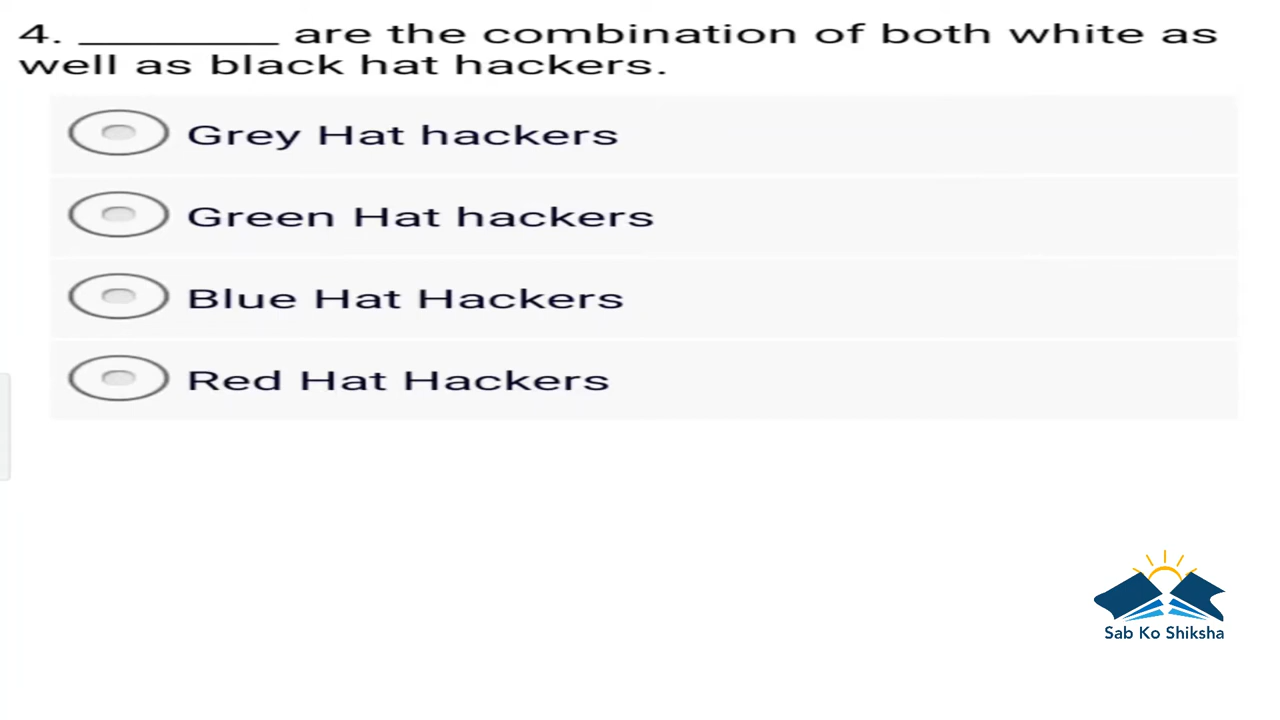 4. __________ are the combination of both white as
well as black hat hackers.
Grey Hat hackers
Green Hat hackers
Blue Hat Hackers
Red Hat Hackers
Sab Ko Shiksha